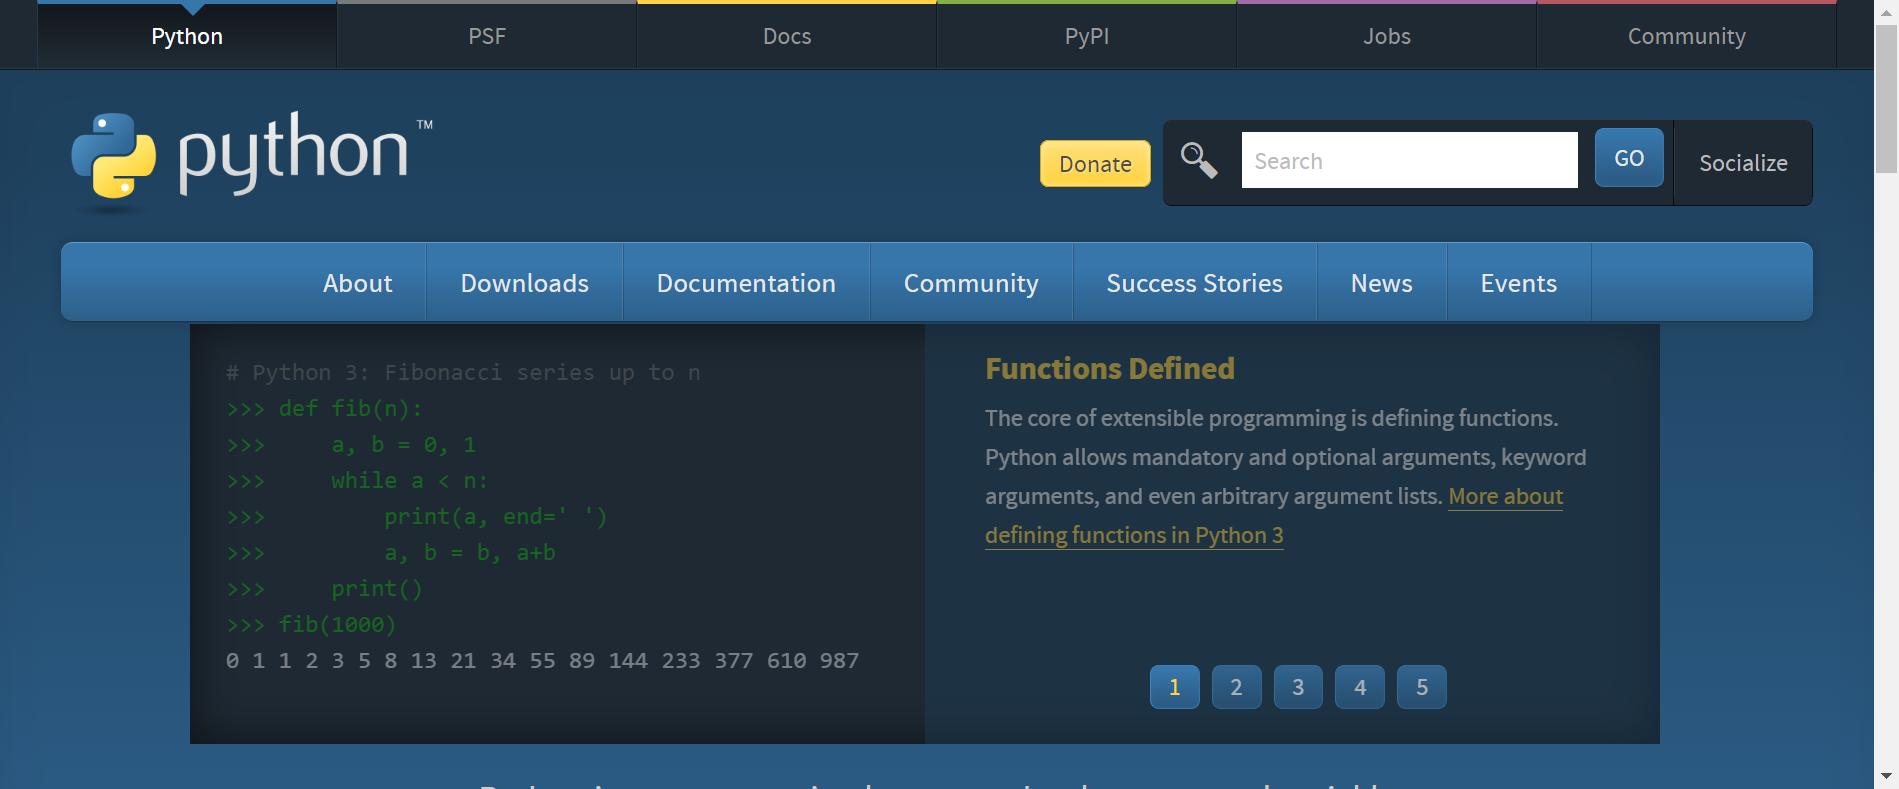 Python
PSF
Docs
PyPI
Jobs
Community
python™
Donate
Search
GO
Socialize
About
Downloads
Documentation
Community
Success Stories
News
Events
# Python 3: Fibonacci series up to n
>>> def fib(n):
>>>     a, b = 0, 1
>>>     while a < n:
>>>         print(a, end=' ')
>>>         a, b = b, a+b
>>>     print()
>>> fib(1000)
0 1 1 2 3 5 8 13 21 34 55 89 144 233 377 610 987
Functions Defined
The core of extensible programming is defining functions.
Python allows mandatory and optional arguments, keyword
arguments, and even arbitrary argument lists. More about
defining functions in Python 3
1
2
3
4
5